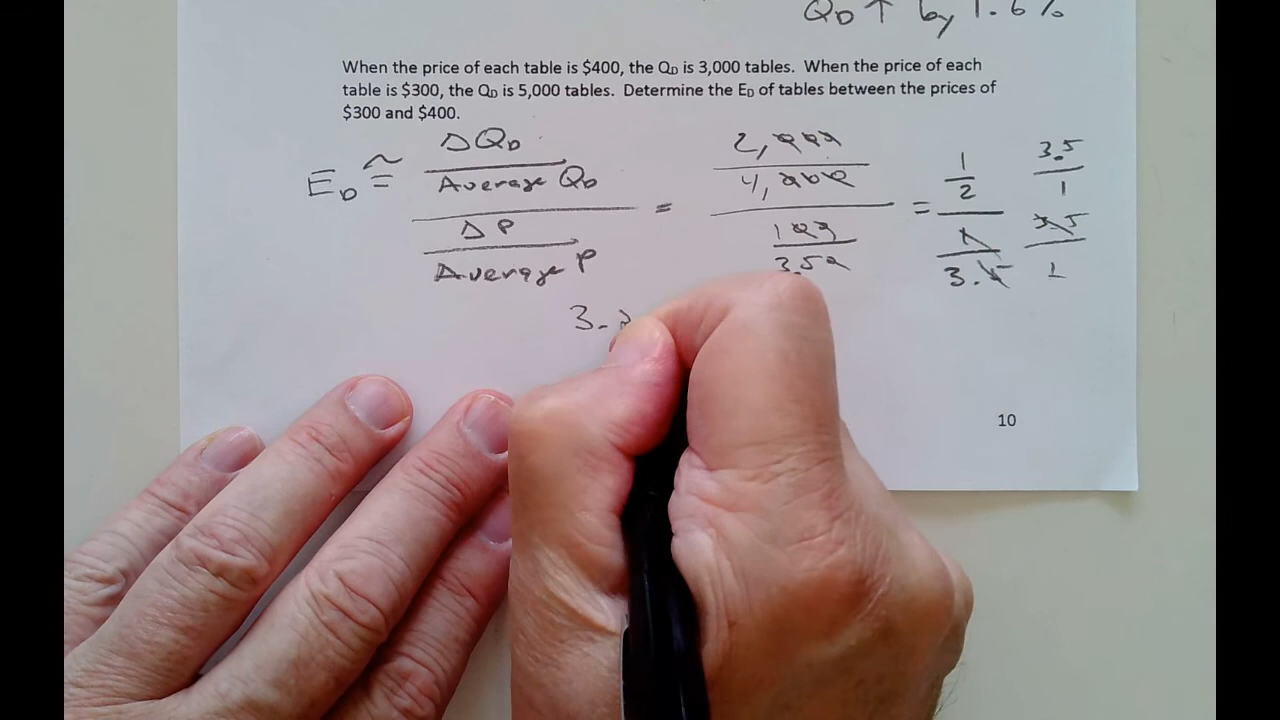 QD ↑ by 1.6%
When the price of each table is $400, the QD is 3,000 tables. When the price of each
table is $300, the QD is 5,000 tables. Determine the ED of tables between the prices of
$300 and $400.
ED ≅ ΔQD / Average QD / ΔP / Average P = 2,000 / 4,000 / 100 / 350 = 1 / 2 / 1 / 3.5 3.5 / 1 3.5 / 1
3.
10